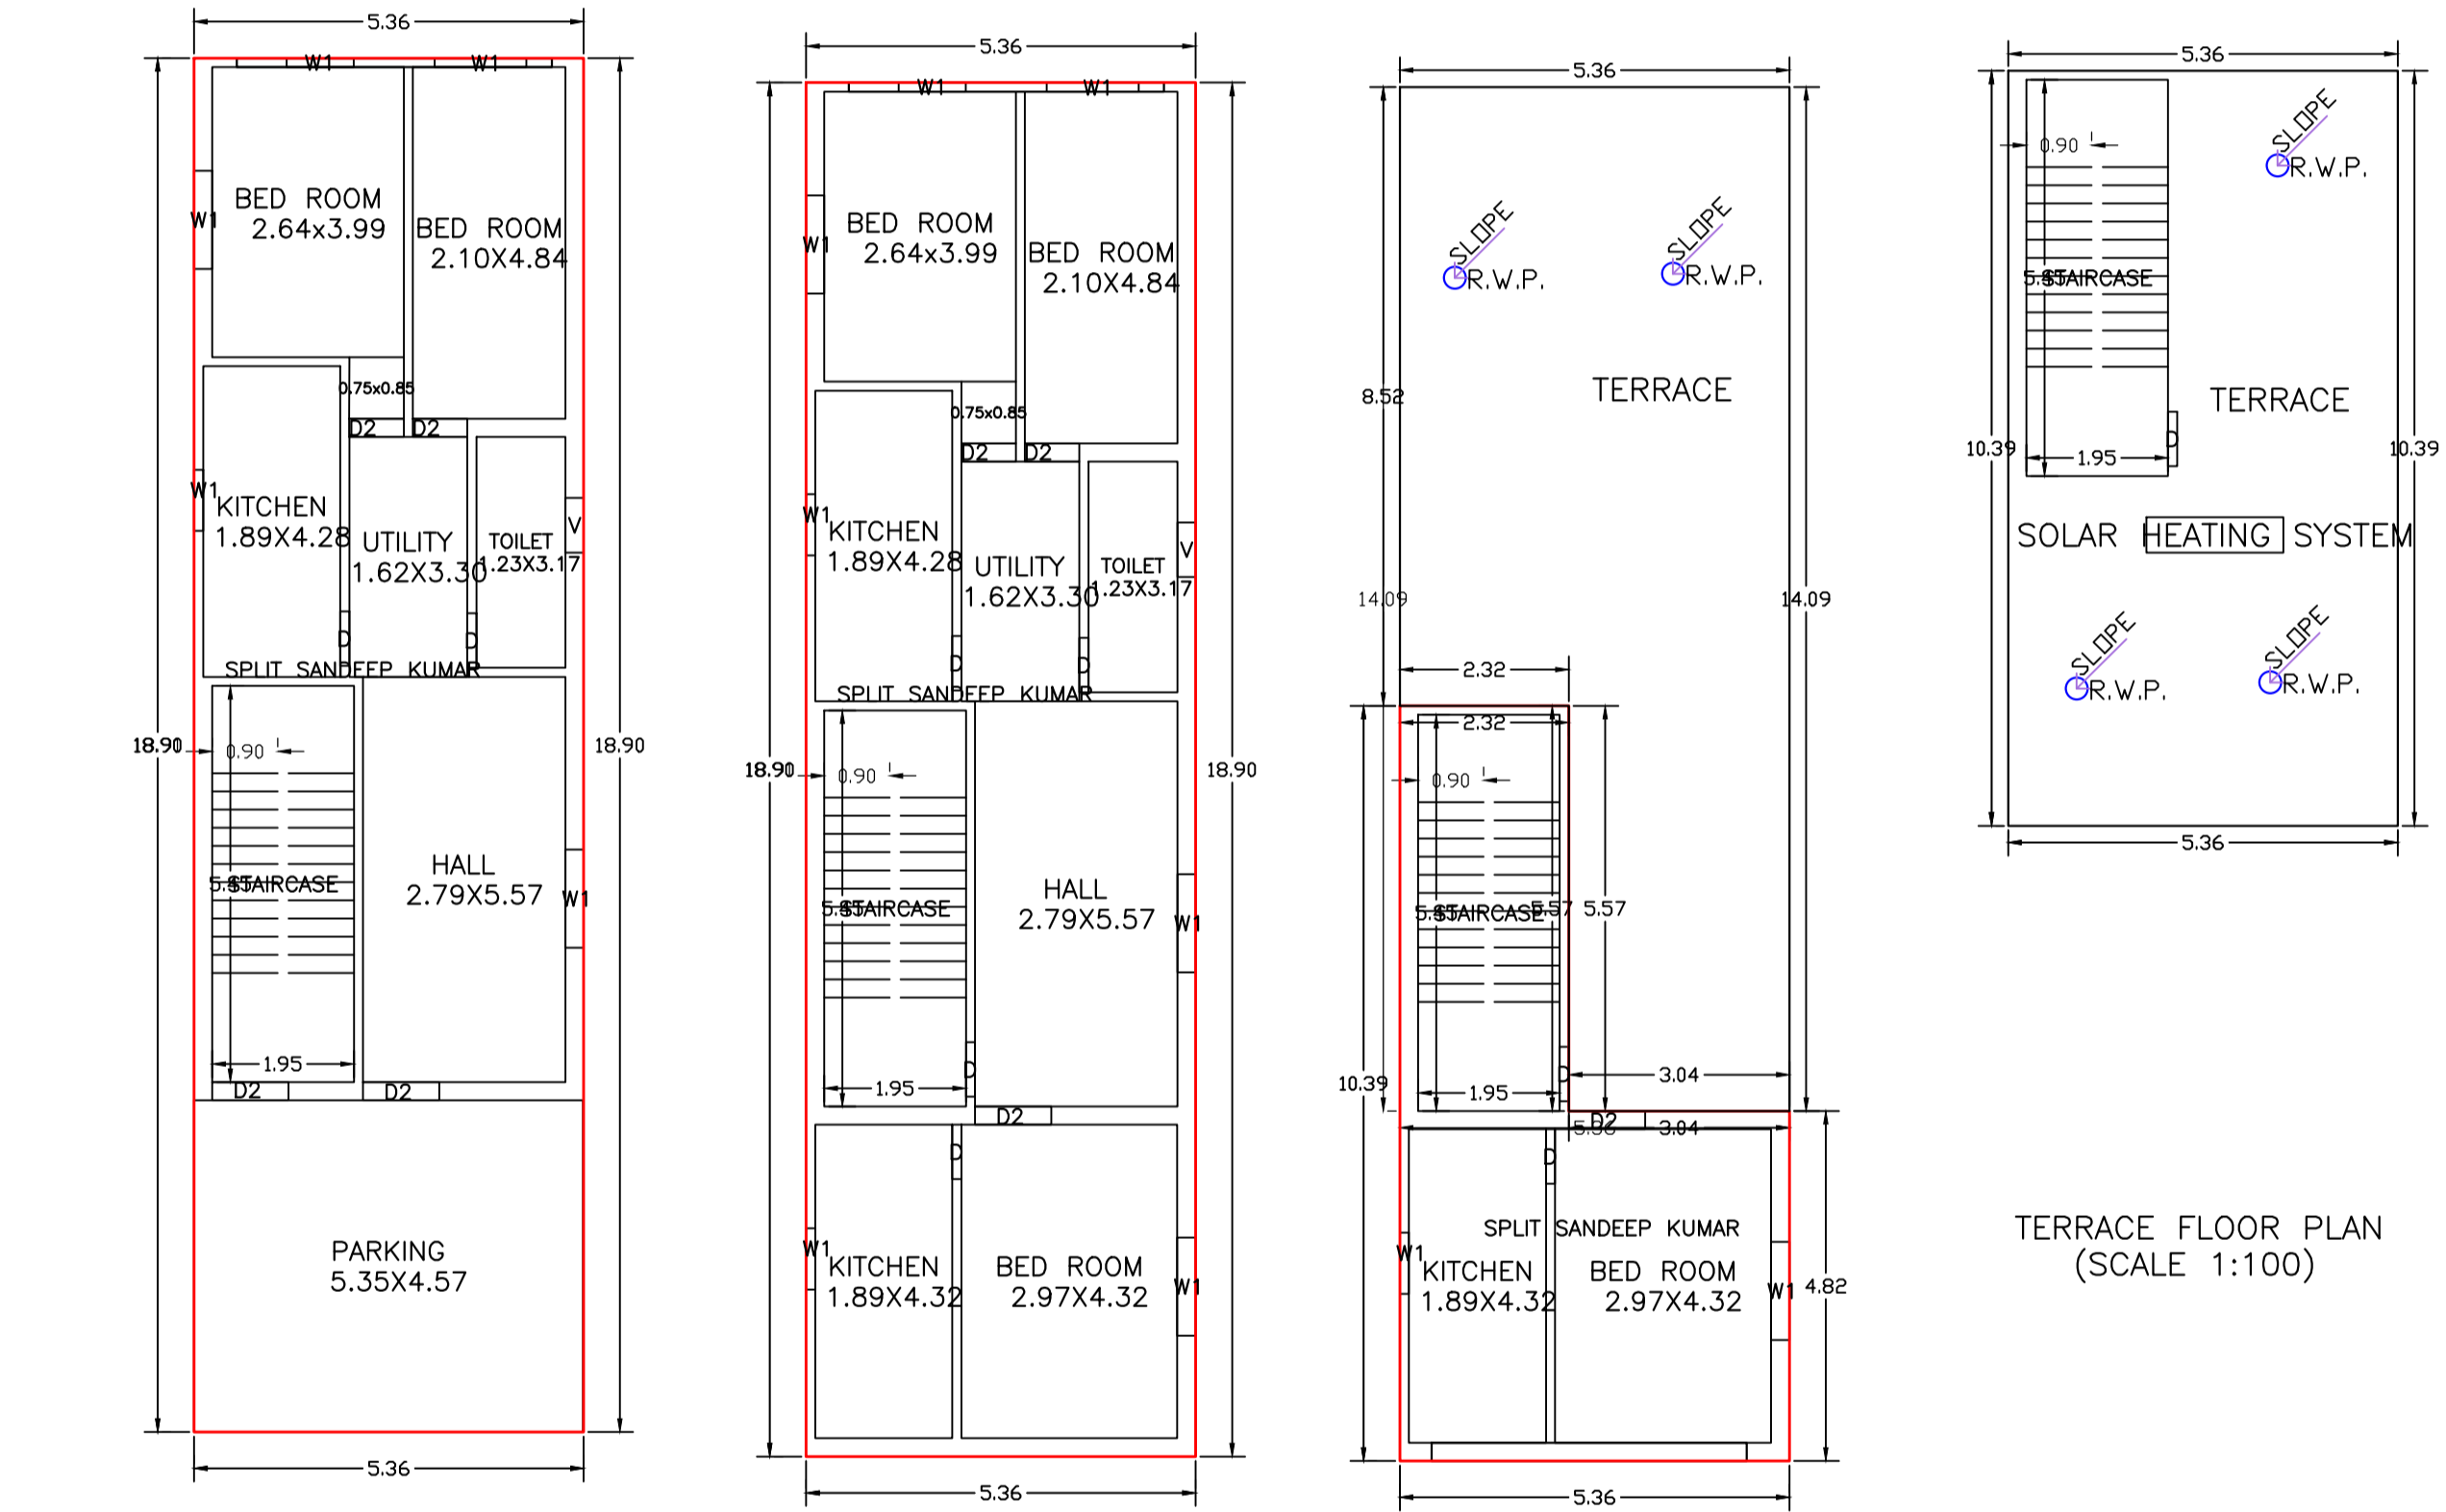 5.36
W1
W1
BED ROOM
2.64x3.99
W1
BED ROOM
2.10X4.84
0.75x0.85
D2
D2
W1
KITCHEN
1.89X4.28
UTILITY
1.62X3.30
TOILET
1.23X3.17
V
D
D
SPLIT SANDEEP KUMAR
18.90
18.90
0.90
5.45
STAIRCASE
HALL
2.79X5.57
W1
1.95
D2
D2
PARKING
5.35X4.57
5.36
5.36
W1
W1
BED ROOM
2.64x3.99
W1
BED ROOM
2.10X4.84
0.75x0.85
D2
D2
W1
KITCHEN
1.89X4.28
UTILITY
1.62X3.30
TOILET
1.23X3.17
V
D
D
SPLIT SANDEEP KUMAR
18.90
18.90
0.90
5.45
STAIRCASE
HALL
2.79X5.57
W1
D
1.95
D2
D
W1
KITCHEN
1.89X4.32
BED ROOM
2.97X4.32
W1
5.36
5.36
SLOPE
R.W.P.
SLOPE
R.W.P.
TERRACE
8.52
14.09
14.09
2.32
2.32
0.90
5.45
STAIRCASE
5.57
5.57
D
1.95
3.04
10.39
D2
5.36
3.04
D
SPLIT SANDEEP KUMAR
W1
KITCHEN
1.89X4.32
BED ROOM
2.97X4.32
W1
4.82
5.36
5.36
SLOPE
R.W.P.
0.90
5.45
STAIRCASE
TERRACE
D
1.95
10.39
10.39
SOLAR HEATING SYSTEM
SLOPE
R.W.P.
SLOPE
R.W.P.
5.36
TERRACE FLOOR PLAN
(SCALE 1:100)